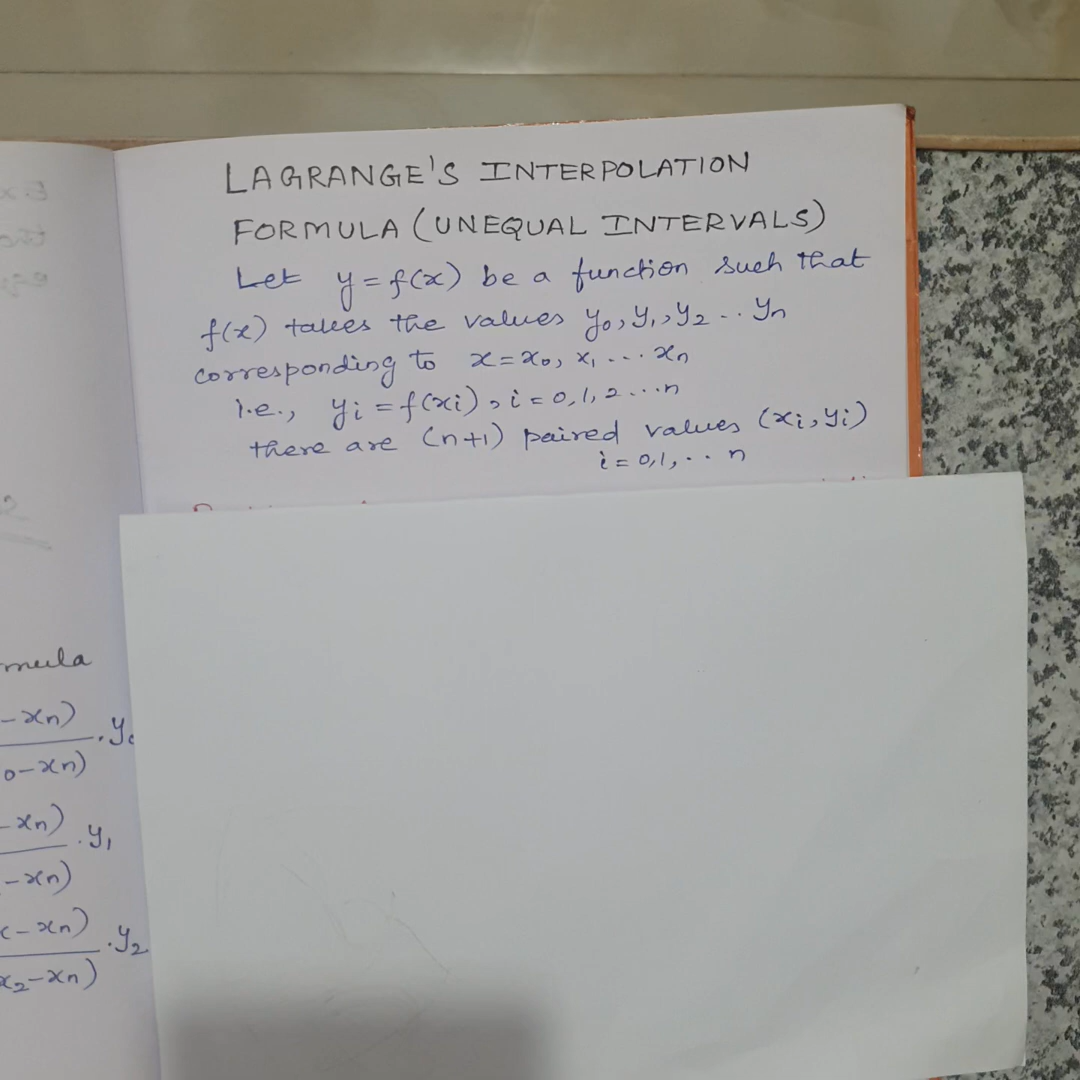 LAGRANGE'S INTERPOLATION
FORMULA (UNEQUAL INTERVALS)
Let y = f(x) be a function such that
f(x) takes the values y₀, y₁, y₂ .. yₙ
corresponding to x = x₀, x₁ ... xₙ
i.e., yᵢ = f(xᵢ), i = 0, 1, 2 ... n
there are (n+1) paired values (xᵢ, yᵢ)
i = 0, 1, .. n
mula
- xₙ)
0 - xₙ)
- xₙ)
. y₁
- xₙ)
x - xₙ)
. y₂
x₂ - xₙ)